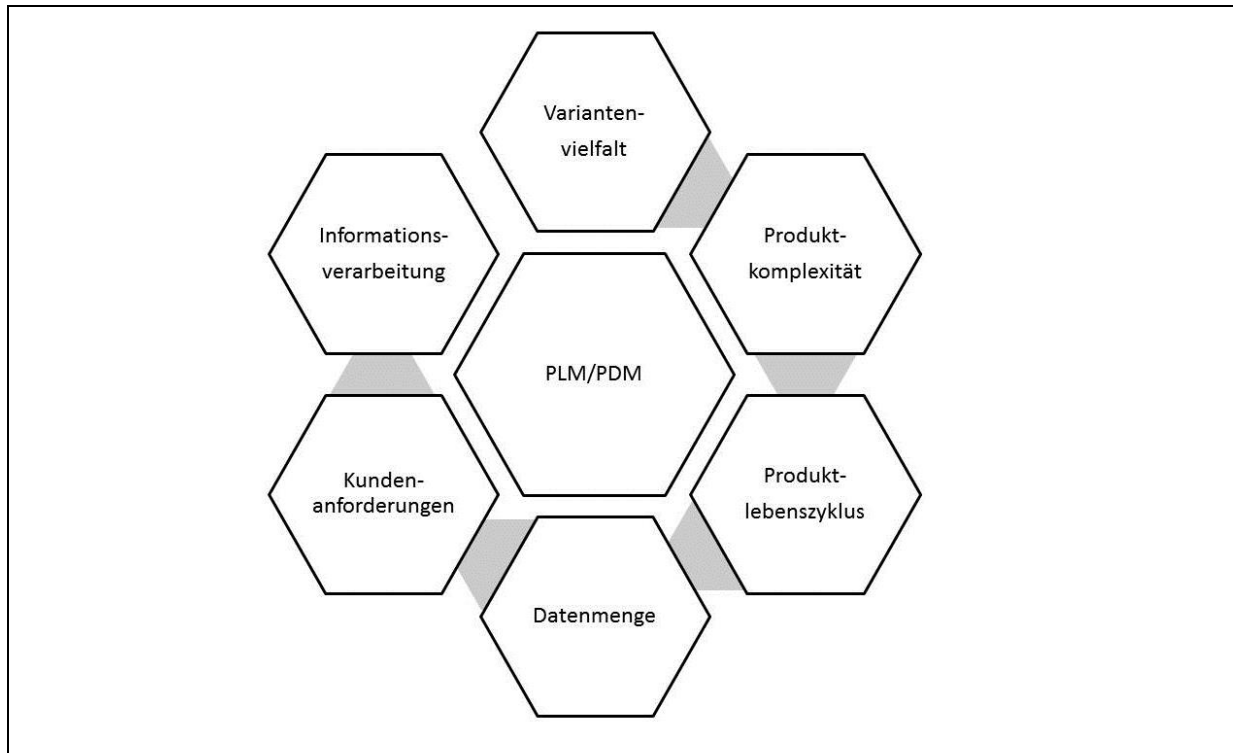 Varianten-
vielfalt
Produkt-
komplexität
Produkt-
lebenszyklus
Datenmenge
Kunden-
anforderungen
Informations-
verarbeitung
PLM/PDM